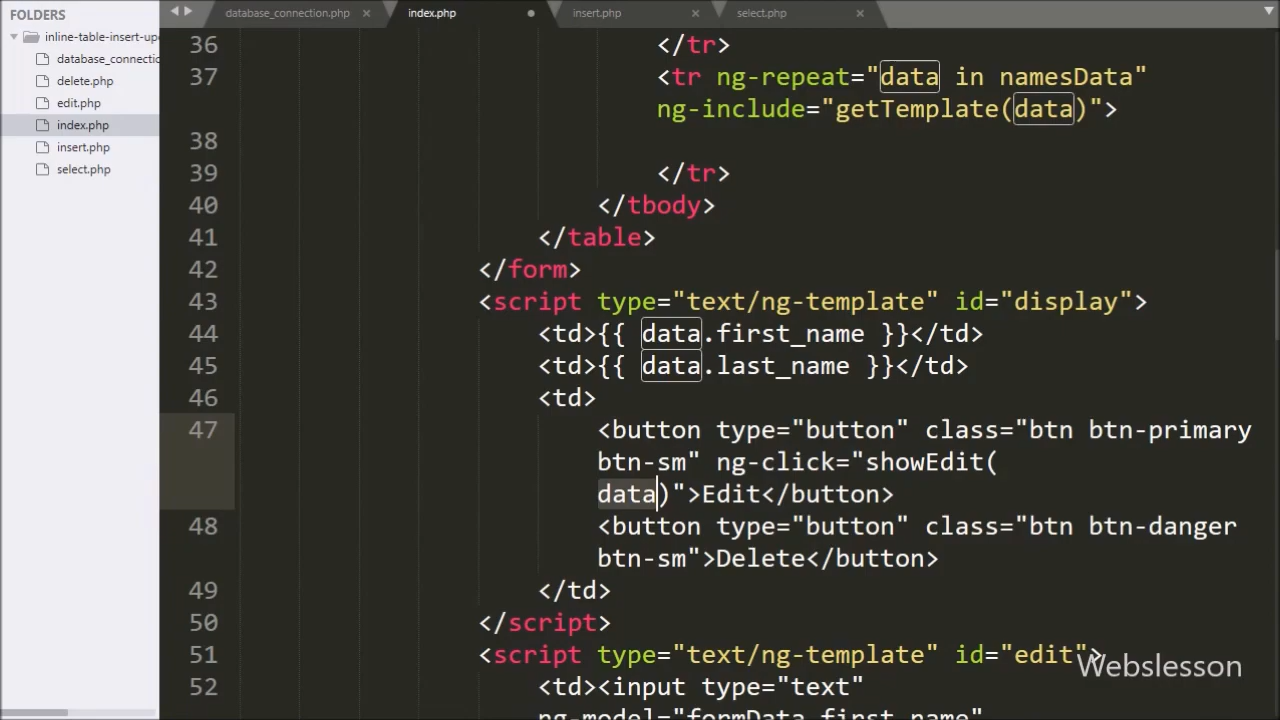 FOLDERS
inline-table-insert-up
database_connectio
delete.php
edit.php
index.php
insert.php
select.php
database_connection.php
index.php
insert.php
select.php
36 </tr>
37 <tr ng-repeat="data in namesData"
ng-include="getTemplate(data)">
38
39 </tr>
40 </tbody>
41 </table>
42 </form>
43 <script type="text/ng-template" id="display">
44 <td>{{ data.first_name }}</td>
45 <td>{{ data.last_name }}</td>
46 <td>
47 <button type="button" class="btn btn-primary
btn-sm" ng-click="showEdit(
data)">Edit</button>
48 <button type="button" class="btn btn-danger
btn-sm">Delete</button>
49 </td>
50 </script>
51 <script type="text/ng-template" id="edit">
52 <td><input type="text"
ng-model="formData.first_name"
Webslesson